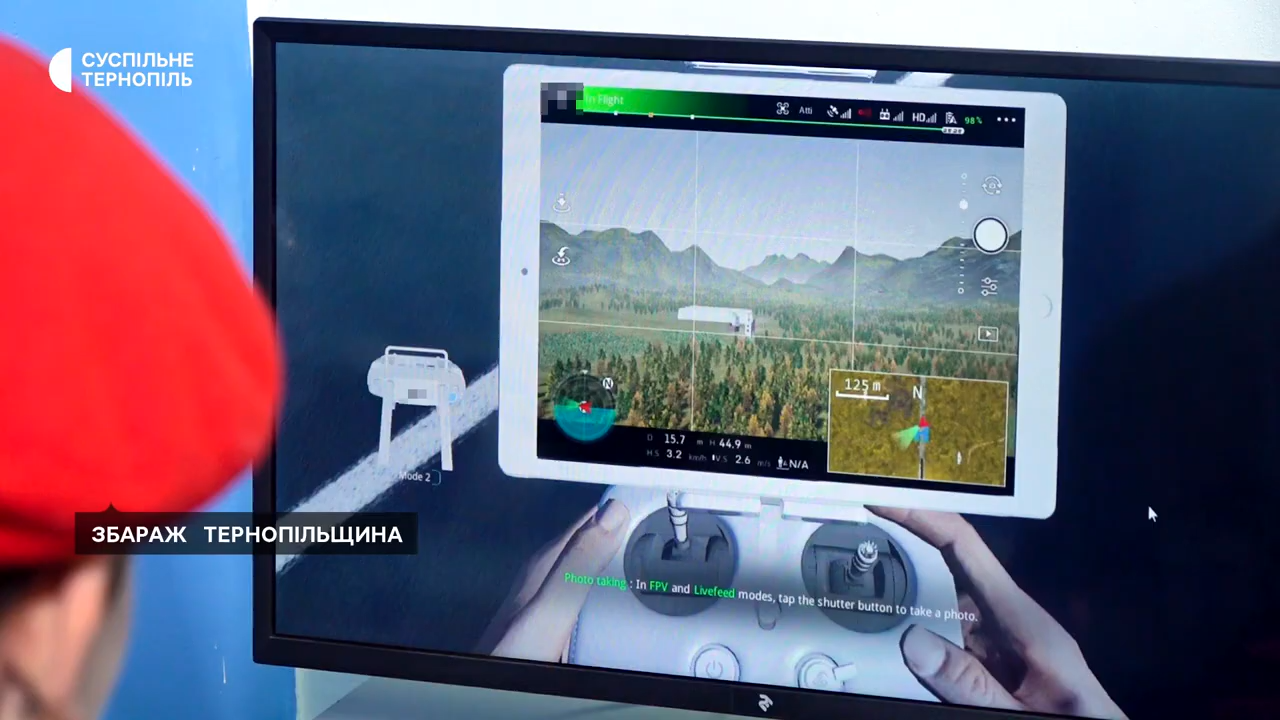 СУСПІЛЬНЕ
ТЕРНОПІЛЬ
In Flight
Atti
HD
98%
125 m
N
N
D 15.7 m H 44.9 m
H.S 3.2 km/h V.S 2.6 m/s N/A
Mode 2
ЗБАРАЖ ТЕРНОПІЛЬЩИНА
Photo taking : In FPV and Livefeed modes, tap the shutter button to take a photo.